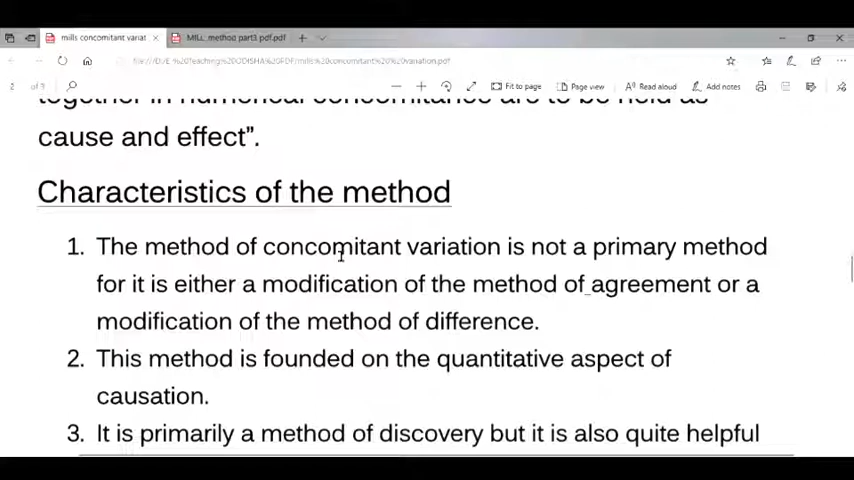 mills concomitant variat
MILL method part3 pdf.pdf
file:///D:/E %20Teaching%20ODISHA%20PDF/mills%20concomitant%20%20variation.pdf
2 of 3
Fit to page
Page view
Read aloud
Add notes
together in numerical concomitance are to be held as
cause and effect”.
Characteristics of the method
1. The method of concomitant variation is not a primary method
for it is either a modification of the method of agreement or a
modification of the method of difference.
2. This method is founded on the quantitative aspect of
causation.
3. It is primarily a method of discovery but it is also quite helpful